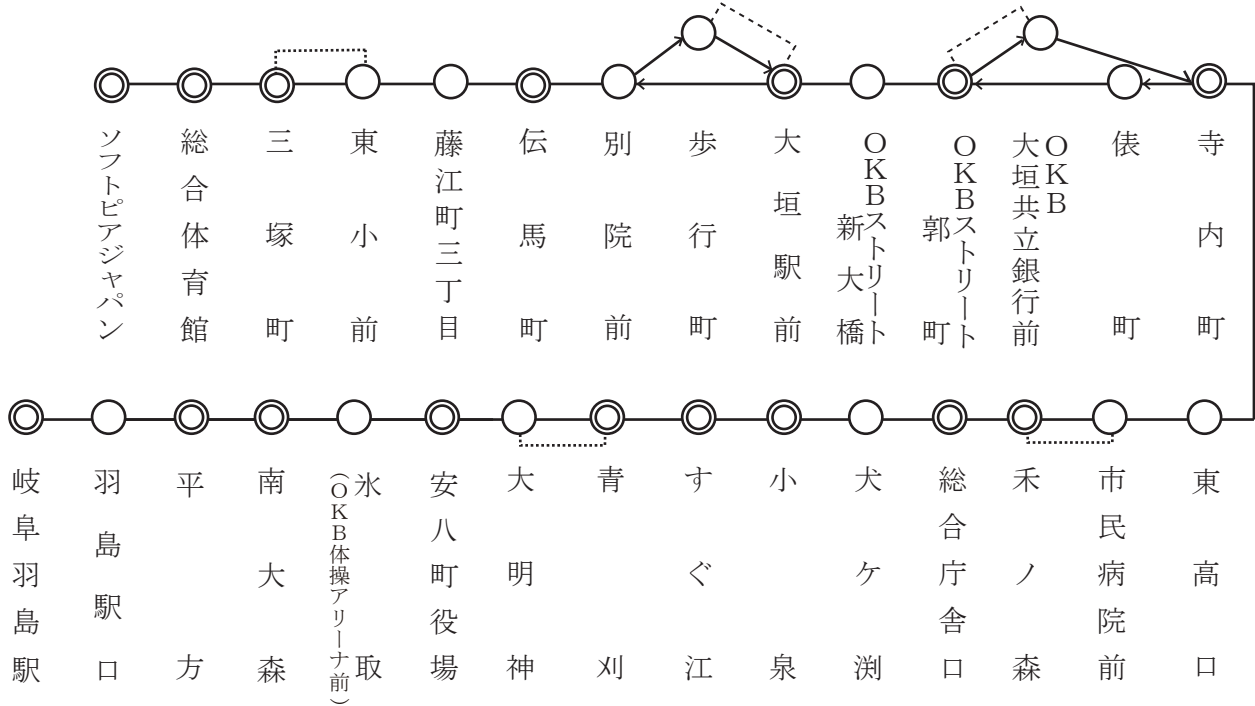 ソフトピアジャパン
総合体育館
三塚町
東小前
藤江町三丁目
伝馬町
別院前
歩行町
大垣駅前
OKBストリート
新大橋
OKBストリート
郭町
OKB
大垣共立銀行前
俵町
寺内町
岐阜羽島駅
羽島駅口
平方
南大森
氷取
(OKB体操アリーナ前)
安八町役場
大明神
青刈
すぐ江
小泉
犬ケ渕
総合庁舎口
禾ノ森
市民病院前
東高口